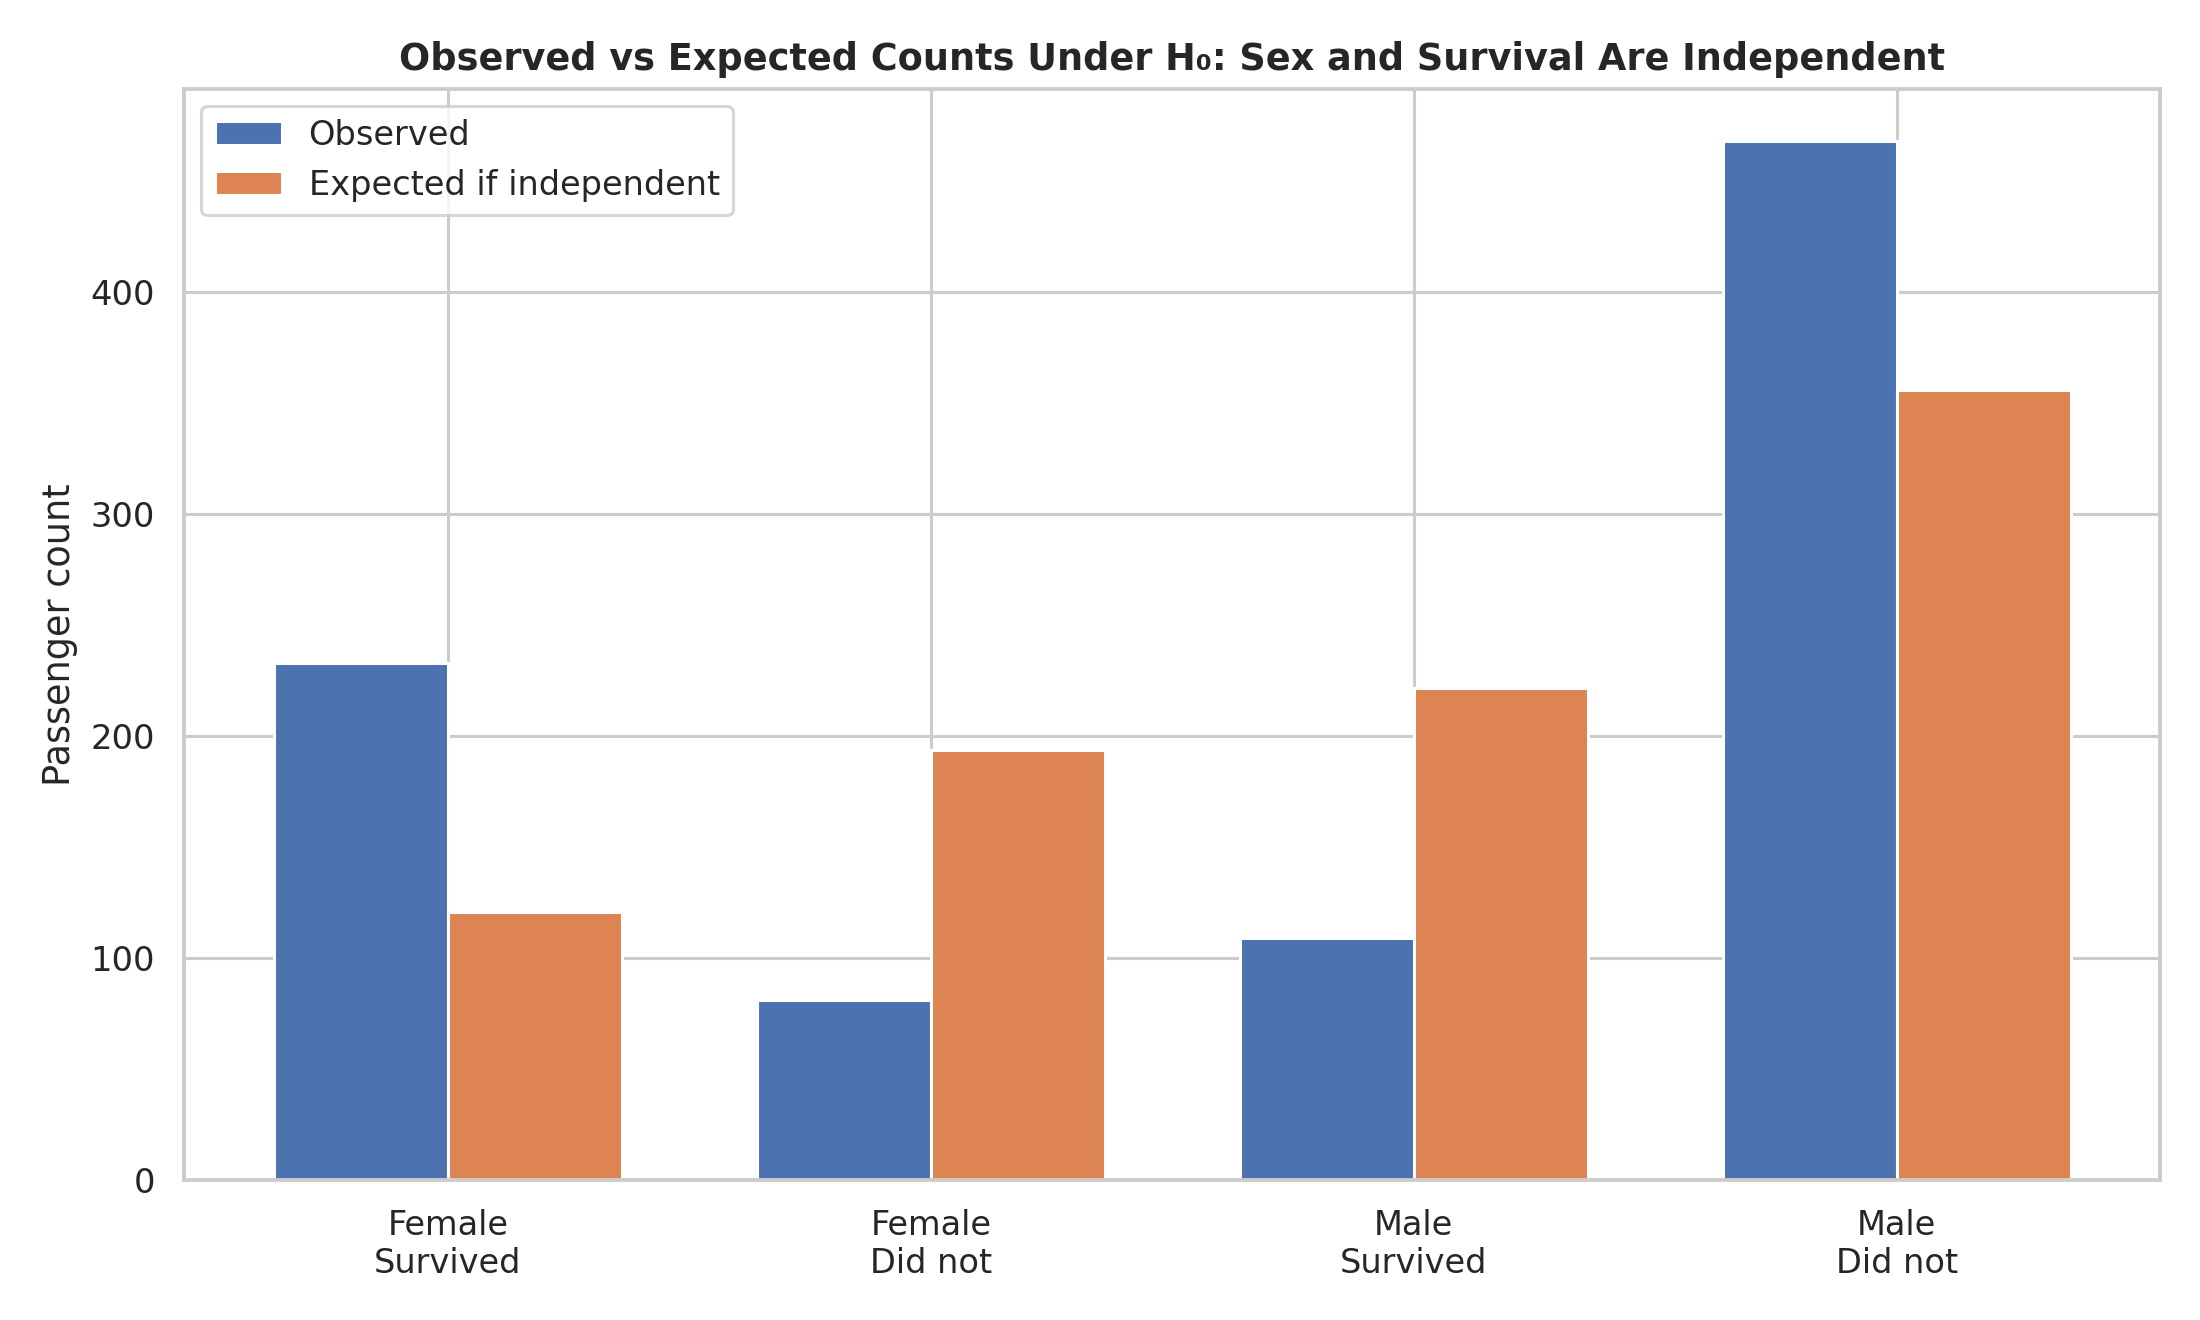 Observed vs Expected Counts Under H₀: Sex and Survival Are Independent
Observed
Expected if independent
Passenger count
400
300
200
100
0
Female
Survived
Female
Did not
Male
Survived
Male
Did not